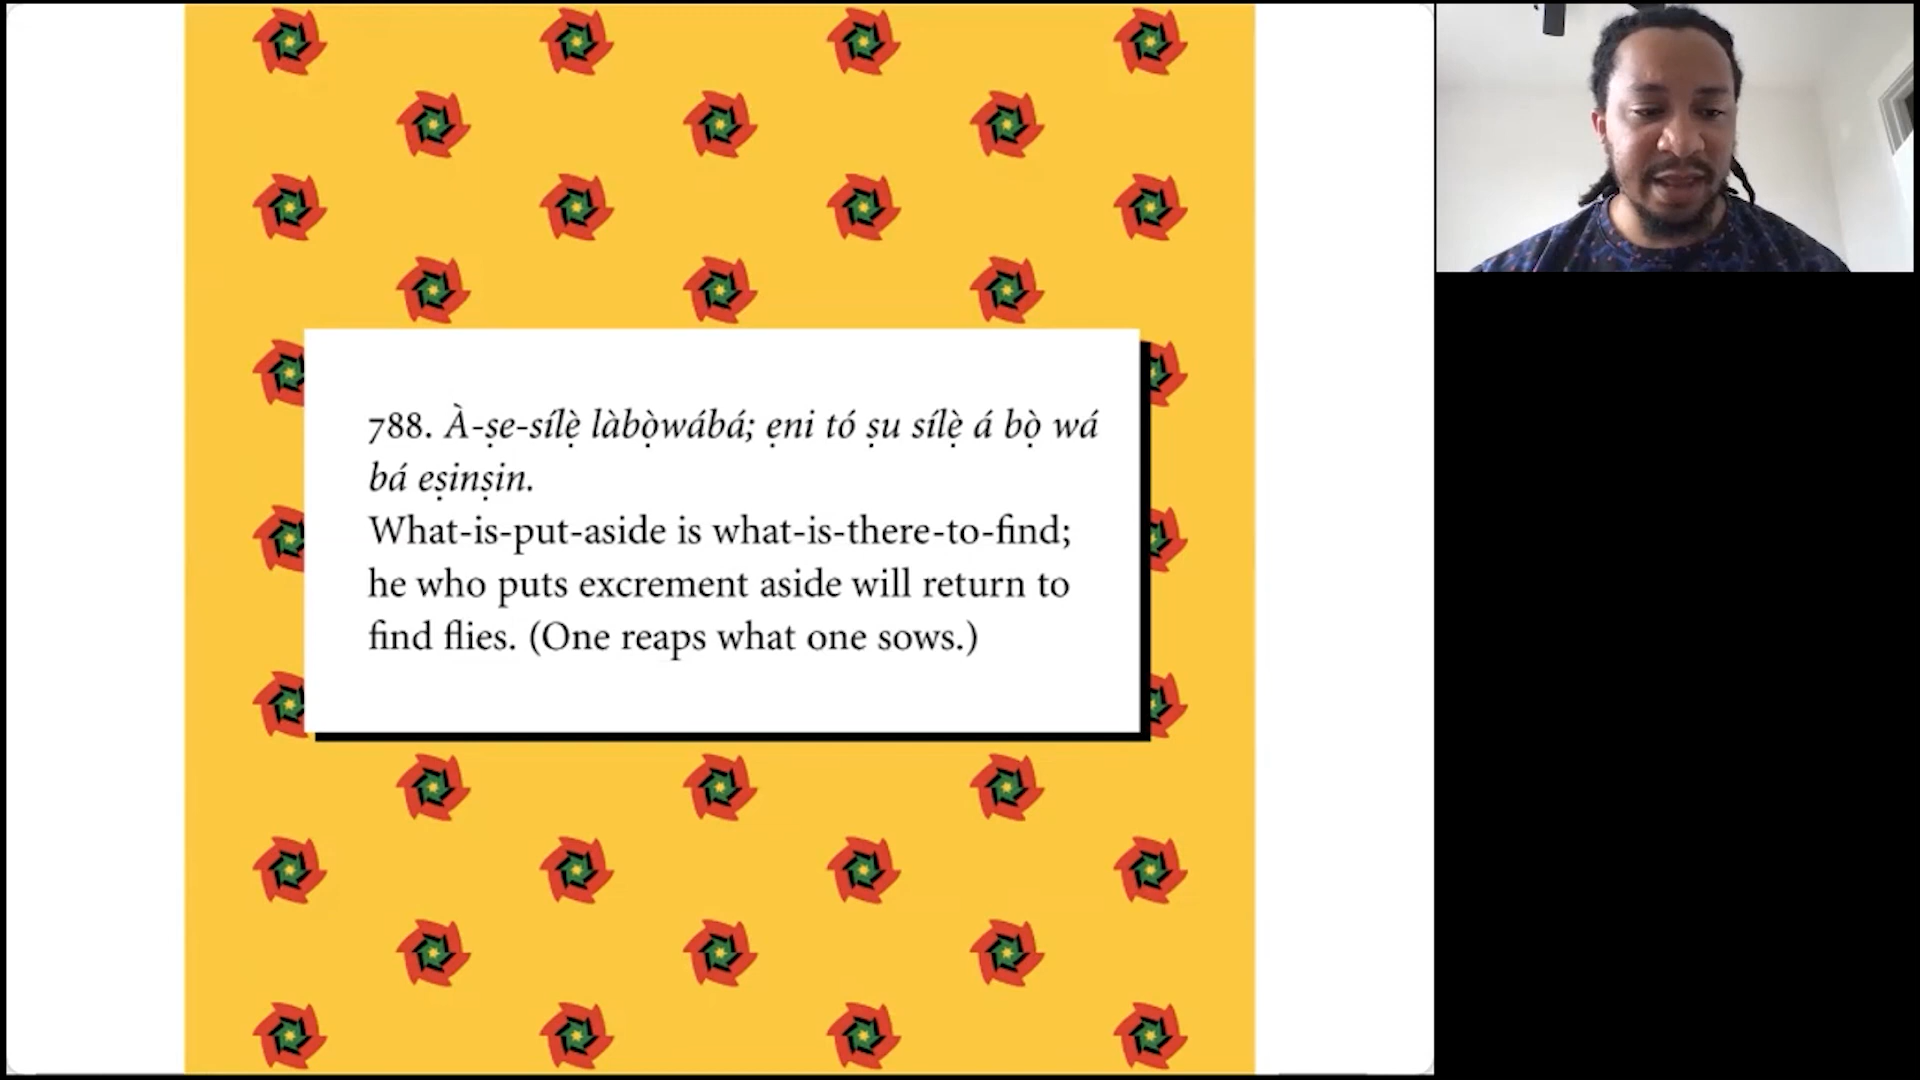 788. À-ṣe-sílẹ̀ làbọ̀wábá; ẹni tó ṣu sílẹ̀ á bọ̀ wá
bá eṣinṣin.
What-is-put-aside is what-is-there-to-find;
he who puts excrement aside will return to
find flies. (One reaps what one sows.)